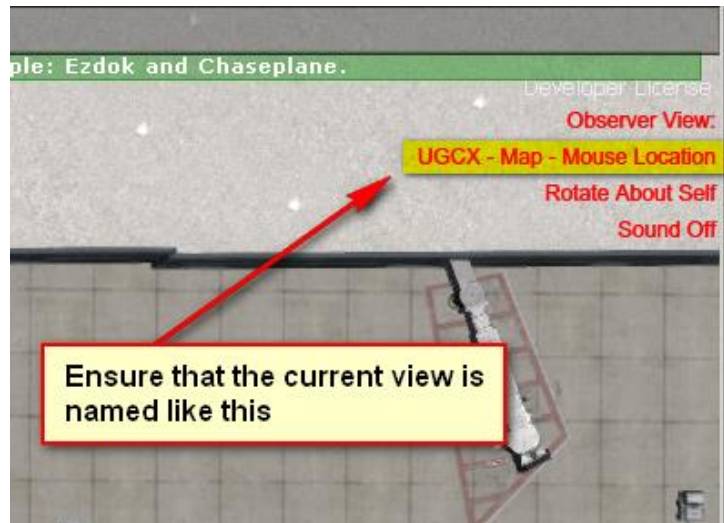 ple: Ezdok and Chaseplane.
Developer License
Observer View:
UGCX - Map - Mouse Location
Rotate About Self
Sound Off
Ensure that the current view is
named like this